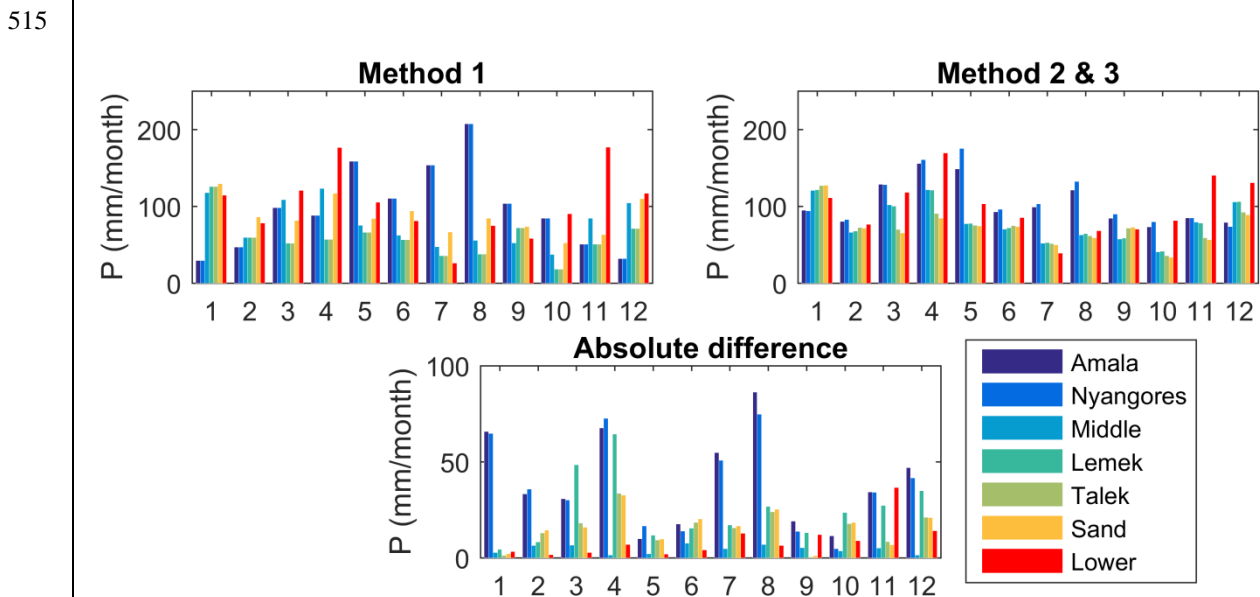 515
Method 1
P (mm/month)
200
100
0
1 2 3 4 5 6 7 8 9 10 11 12
Method 2 & 3
P (mm/month)
200
100
0
1 2 3 4 5 6 7 8 9 10 11 12
Absolute difference
P (mm/month)
100
50
0
1 2 3 4 5 6 7 8 9 10 11 12
Amala
Nyangores
Middle
Lemek
Talek
Sand
Lower